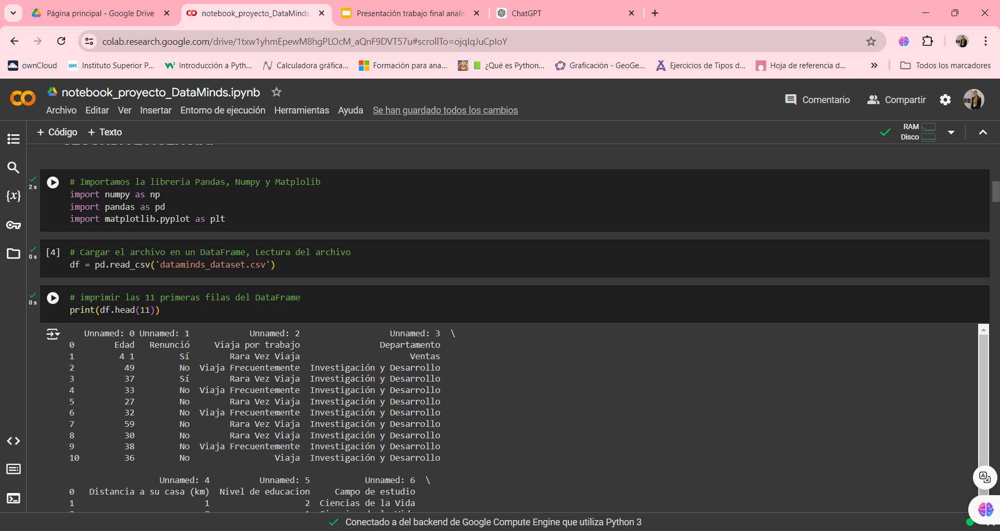 Página principal - Google Drive
notebook_proyecto_DataMinds.
Presentación trabajo final analis
ChatGPT
colab.research.google.com/drive/1txw1yhmEpewM8hgPLOcM_aQnF9DVT57u#scrollTo=ojqIqJuCpIoY
ownCloud
ISPC Instituto Superior P...
Introducción a Pyth...
Calculadora gráfica...
Formación para ana...
¿Qué es Python...
Graficación - GeoGe...
Ejercicios de Tipos d...
Hoja de referencia d...
Todos los marcadores
notebook_proyecto_DataMinds.ipynb
Comentario
Compartir
Archivo Editar Ver Insertar Entorno de ejecución Herramientas Ayuda Se han guardado todos los cambios
+ Código + Texto
RAM
Disco
2 s
# Importamos la libreria Pandas, Numpy y Matplolib
import numpy as np
import pandas as pd
import matplotlib.pyplot as plt
0 s
[4] # Cargar el archivo en un DataFrame, Lectura del archivo
df = pd.read_csv('dataminds_dataset.csv')
0 s
# imprimir las 11 primeras filas del DataFrame
print(df.head(11))
Unnamed: 0 Unnamed: 1 Unnamed: 2 Unnamed: 3 \
0 Edad Renunció Viaja por trabajo Departamento
1 4 1 Sí Rara Vez Viaja Ventas
2 49 No Viaja Frecuentemente Investigación y Desarrollo
3 37 Sí Rara Vez Viaja Investigación y Desarrollo
4 33 No Viaja Frecuentemente Investigación y Desarrollo
5 27 No Rara Vez Viaja Investigación y Desarrollo
6 32 No Viaja Frecuentemente Investigación y Desarrollo
7 59 No Rara Vez Viaja Investigación y Desarrollo
8 30 No Rara Vez Viaja Investigación y Desarrollo
9 38 No Viaja Frecuentemente Investigación y Desarrollo
10 36 No Viaja Investigación y Desarrollo
Unnamed: 4 Unnamed: 5 Unnamed: 6 \
0 Distancia a su casa (km) Nivel de educacion Campo de estudio
1 1 2 Ciencias de la Vida
Conectado a del backend de Google Compute Engine que utiliza Python 3